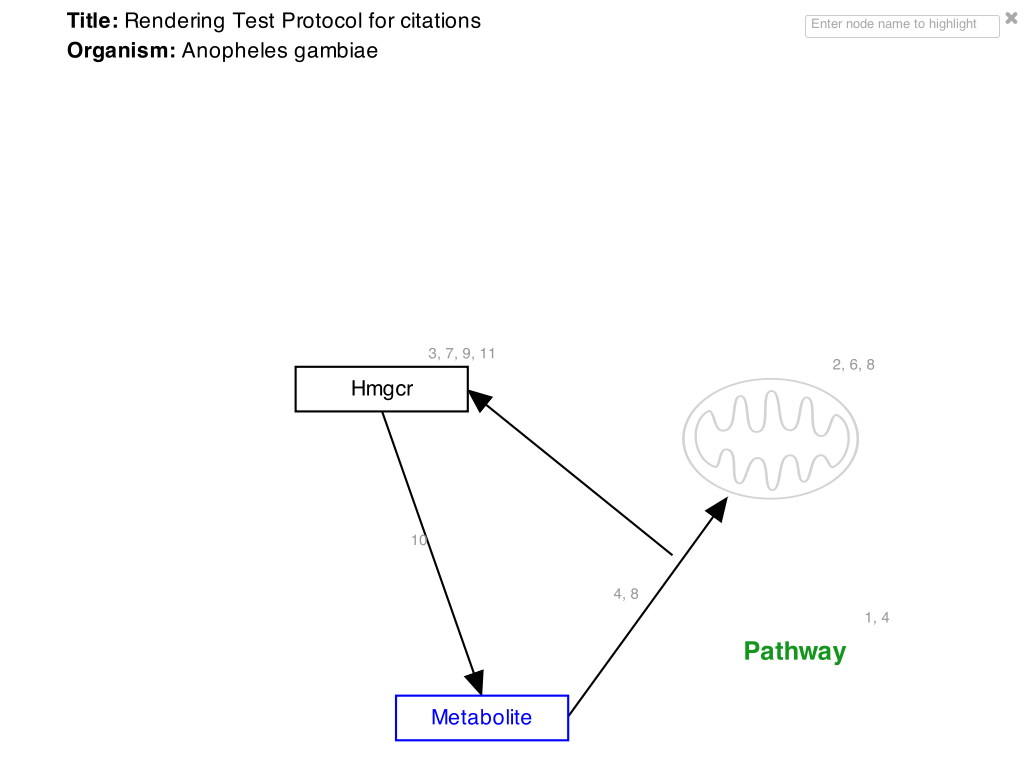 Title: Rendering Test Protocol for citations
Enter node name to highlight
Organism: Anopheles gambiae
3, 7, 9, 11
2, 6, 8
Hmgcr
10
4, 8
1, 4
Pathway
Metabolite